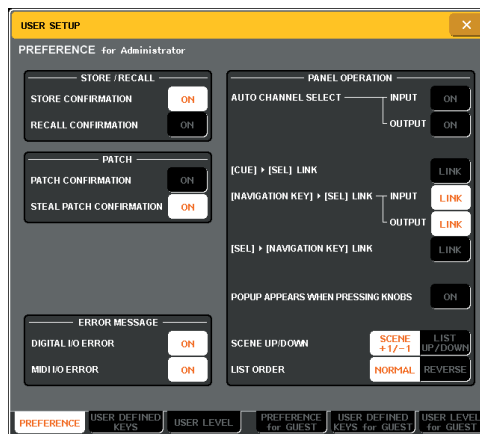 USER SETUP
PREFERENCE for Administrator
STORE/RECALL
STORE CONFIRMATION ON
RECALL CONFIRMATION ON
PATCH
PATCH CONFIRMATION ON
STEAL PATCH CONFIRMATION ON
ERROR MESSAGE
DIGITAL I/O ERROR ON
MIDI I/O ERROR ON
PANEL OPERATION
AUTO CHANNEL SELECT INPUT ON
OUTPUT ON
[CUE] ▸ [SEL] LINK LINK
[NAVIGATION KEY] ▸ [SEL] LINK INPUT LINK
OUTPUT LINK
[SEL] ▸ [NAVIGATION KEY] LINK LINK
POPUP APPEARS WHEN PRESSING KNOBS ON
SCENE UP/DOWN SCENE +1/-1 LIST UP/DOWN
LIST ORDER NORMAL REVERSE
PREFERENCE
USER DEFINED
KEYS
USER LEVEL
PREFERENCE
for GUEST
USER DEFINED
KEYS for GUEST
USER LEVEL
for GUEST